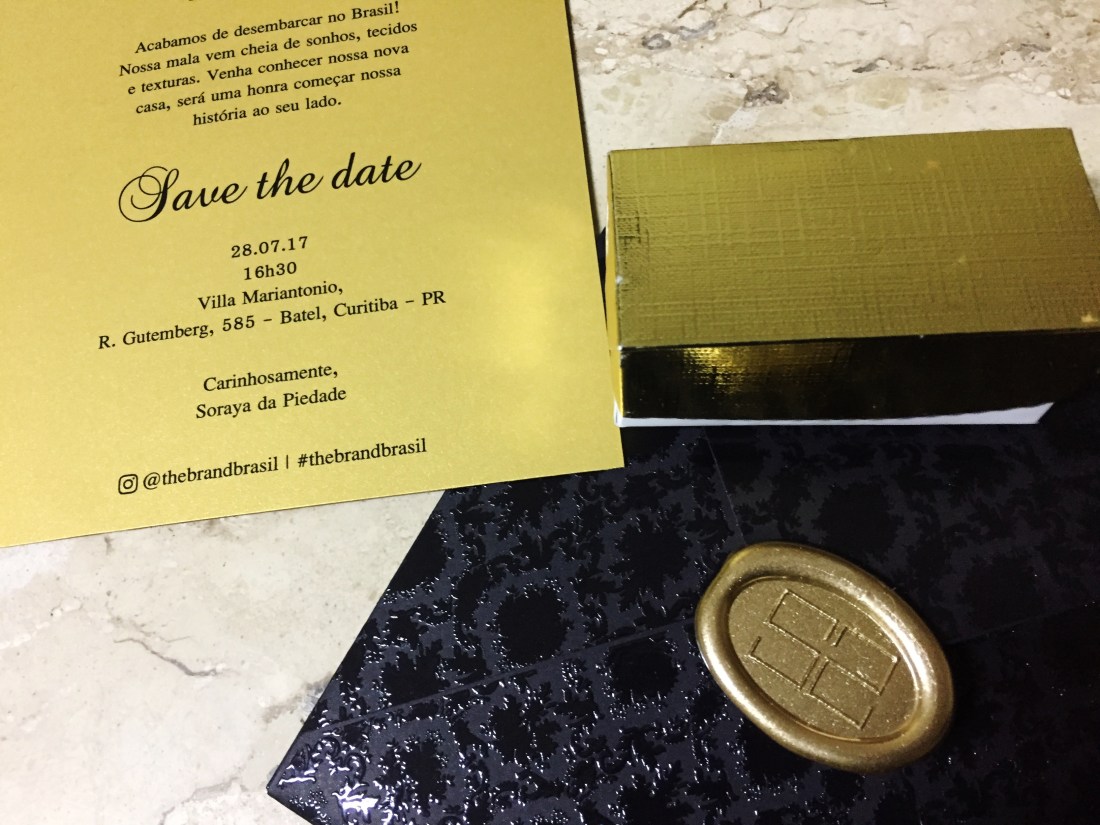 Acabamos de desembarcar no Brasil!
Nossa mala vem cheia de sonhos, tecidos
e texturas. Venha conhecer nossa nova
casa, será uma honra começar nossa
história ao seu lado.
Save the date
28.07.17
16h30
Villa Mariantonio,
R. Gutemberg, 585 - Batel, Curitiba - PR
Carinhosamente,
Soraya da Piedade
@thebrandbrasil | #thebrandbrasil